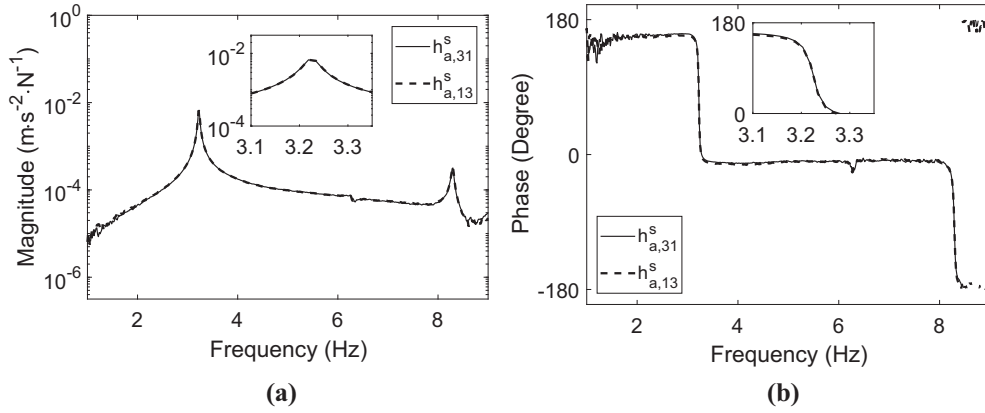 10^0
10^-2
10^-4
10^-6
Magnitude (m·s^-2·N^-1)
10^-2
10^-4
3.1 3.2 3.3
h^s_a,31
h^s_a,13
2 4 6 8
Frequency (Hz)
(a)
180
0
-180
Phase (Degree)
180
0
3.1 3.2 3.3
h^s_a,31
h^s_a,13
2 4 6 8
Frequency (Hz)
(b)